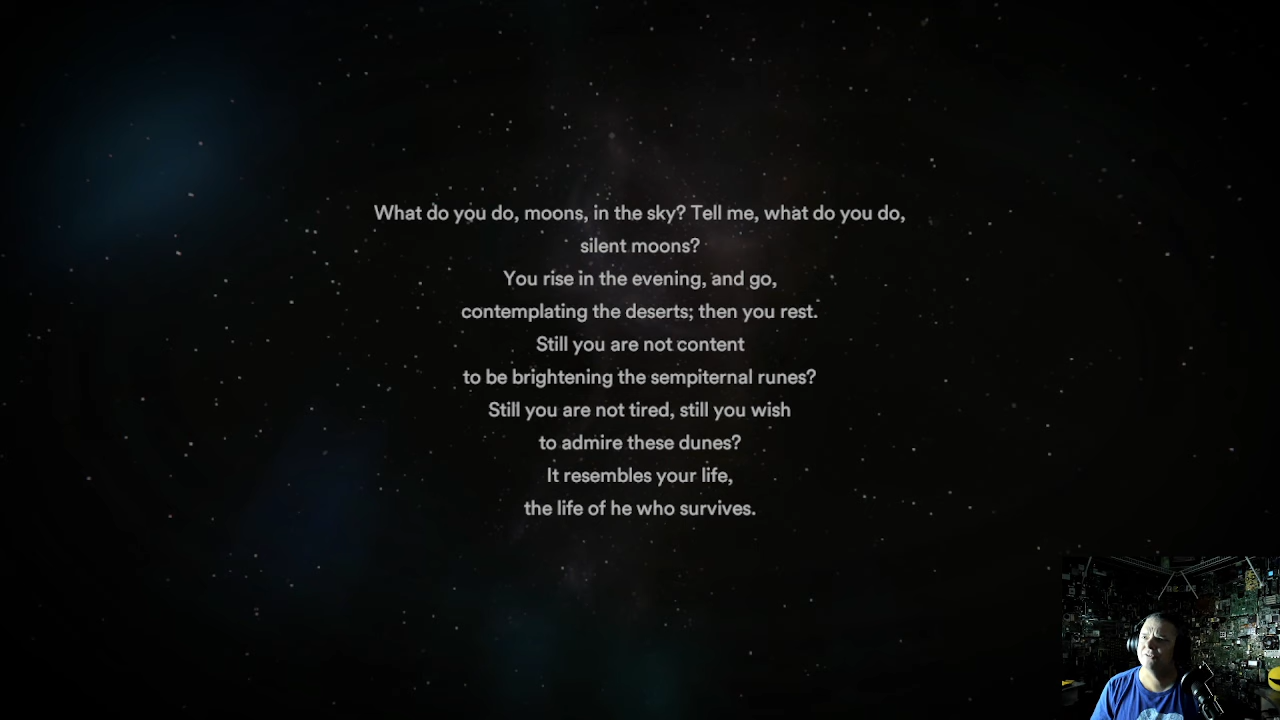 What do you do, moons, in the sky? Tell me, what do you do,
silent moons?
You rise in the evening, and go,
contemplating the deserts; then you rest.
Still you are not content
to be brightening the sempiternal runes?
Still you are not tired, still you wish
to admire these dunes?
It resembles your life,
the life of he who survives.